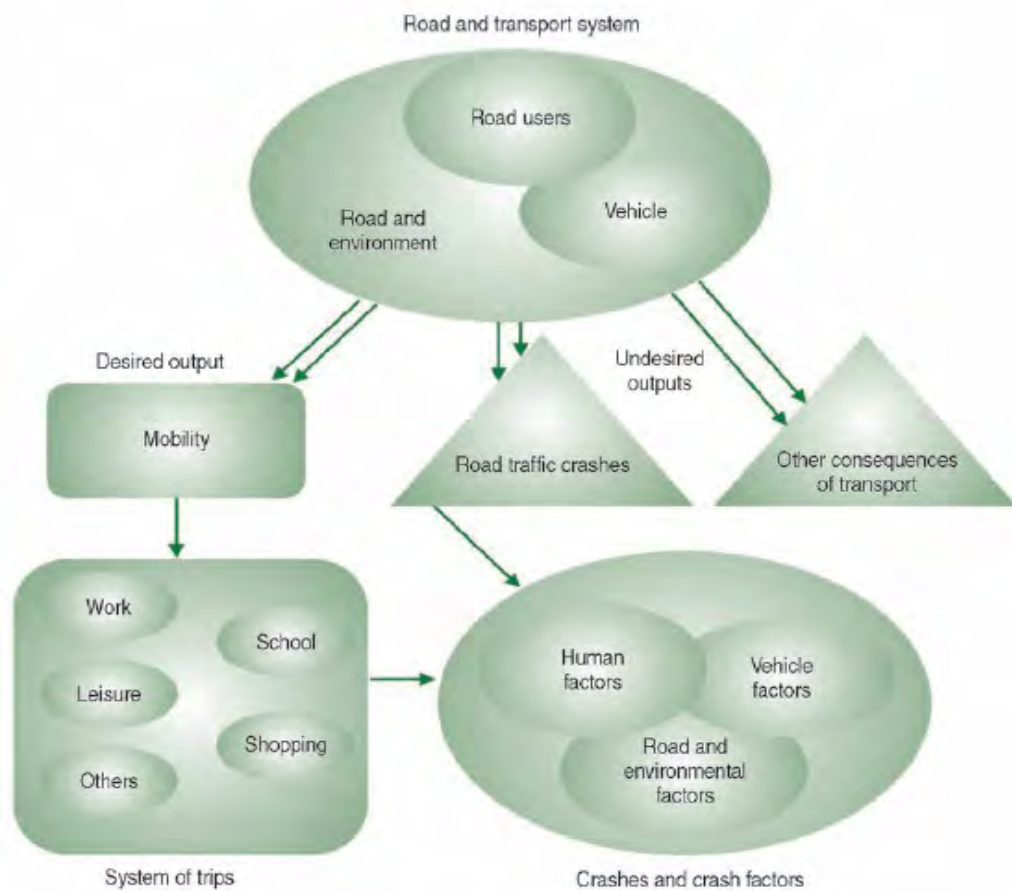 Road and transport system
Road users
Road and
environment
Vehicle
Desired output
Undesired
outputs
Mobility
Road traffic crashes
Other consequences
of transport
Work
School
Leisure
Shopping
Others
Human
factors
Vehicle
factors
Road and
environmental
factors
System of trips
Crashes and crash factors